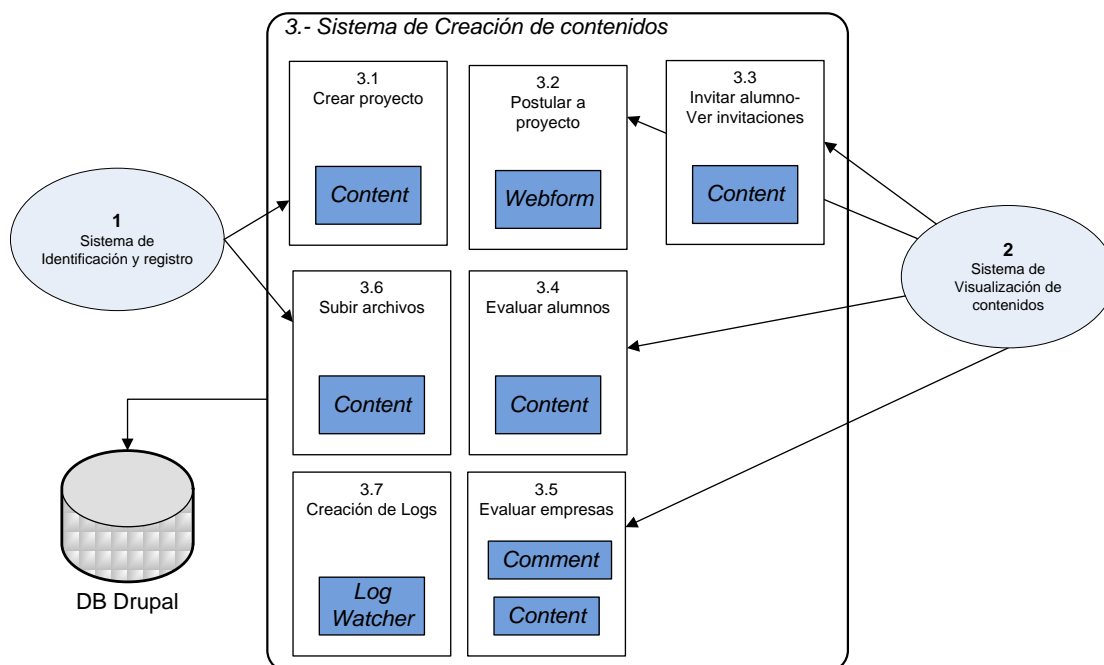 3.- Sistema de Creación de contenidos
3.1
Crear proyecto
Content
3.2
Postular a
proyecto
Webform
3.3
Invitar alumno-
Ver invitaciones
Content
1
Sistema de
Identificación y registro
2
Sistema de
Visualización de
contenidos
3.6
Subir archivos
Content
3.4
Evaluar alumnos
Content
3.7
Creación de Logs
Log
Watcher
3.5
Evaluar empresas
Comment
Content
DB Drupal